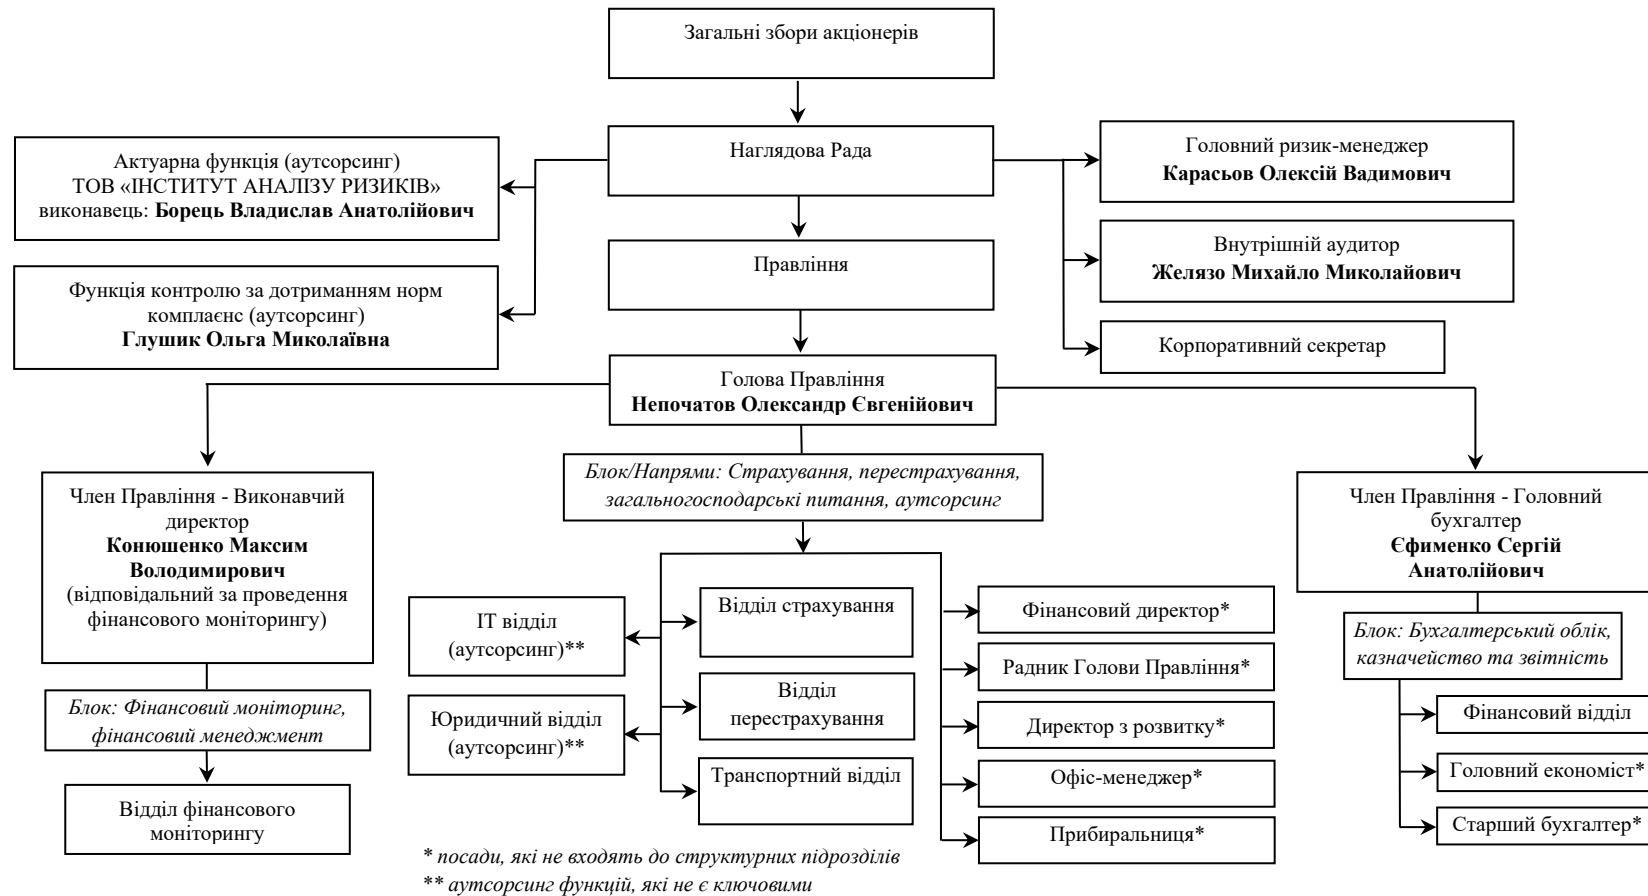 Загальні збори акціонерів
Наглядова Рада
Актуарна функція (аутсорсинг)
ТОВ «ІНСТИТУТ АНАЛІЗУ РИЗИКІВ»
виконавець: Борець Владислав Анатолійович
Функція контролю за дотриманням норм
комплаєнс (аутсорсинг)
Глушик Ольга Миколаївна
Головний ризик-менеджер
Карасьов Олексій Вадимович
Внутрішній аудитор
Желязо Михайло Миколайович
Корпоративний секретар
Правління
Голова Правління
Непочатов Олександр Євгенійович
Член Правління - Виконавчий
директор
Конюшенко Максим
Володимирович
(відповідальний за проведення
фінансового моніторингу)
Блок: Фінансовий моніторинг,
фінансовий менеджмент
Відділ фінансового
моніторингу
Блок/Напрями: Страхування, перестрахування,
загальногосподарські питання, аутсорсинг
ІТ відділ
(аутсорсинг)**
Юридичний відділ
(аутсорсинг)**
Відділ страхування
Відділ
перестрахування
Транспортний відділ
Фінансовий директор*
Радник Голови Правління*
Директор з розвитку*
Офіс-менеджер*
Прибиральниця*
Член Правління - Головний
бухгалтер
Єфименко Сергій
Анатолійович
Блок: Бухгалтерський облік,
казначейство та звітність
Фінансовий відділ
Головний економіст*
Старший бухгалтер*
* посади, які не входять до структурних підрозділів
** аутсорсинг функцій, які не є ключовими